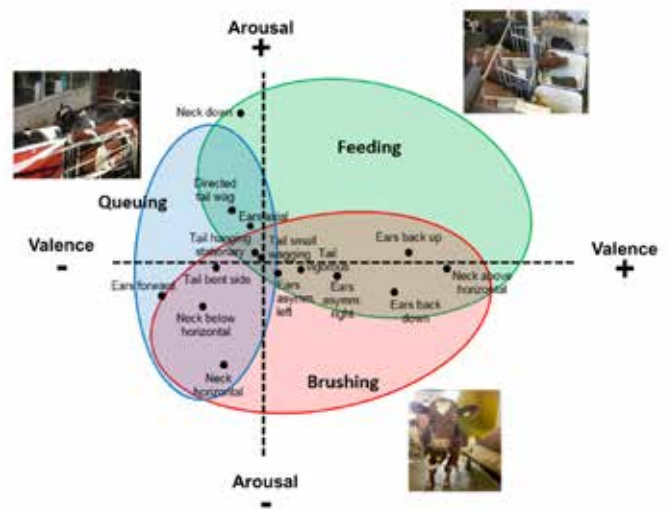 Arousal
+
Neck down
Feeding
Queuing
Directed
tail wag
Ears axial
Valence
-
Tail hanging
stationary
Tail small
wagging
Tail
vigorous
Ears back up
Valence
+
Ears forward
Tail bent side
Ears
asymm
left
Ears
asymm
right
Neck above
horizontal
Ears back
down
Neck below
horizontal
Neck
horizontal
Brushing
Arousal
-